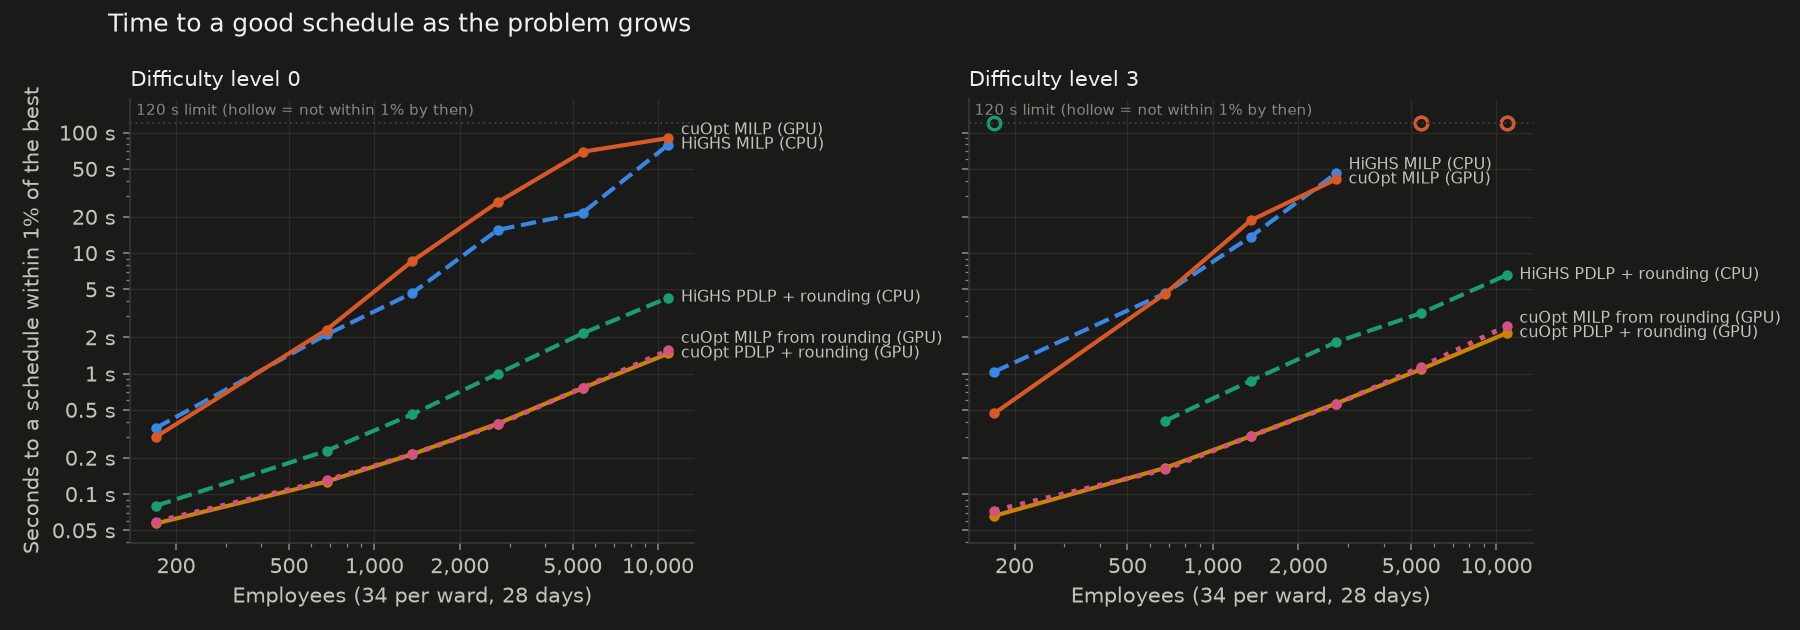 Time to a good schedule as the problem grows
Seconds to a schedule within 1% of the best
Difficulty level 0
120 s limit (hollow = not within 1% by then)
100 s
50 s
20 s
10 s
5 s
2 s
1 s
0.5 s
0.2 s
0.1 s
0.05 s
cuOpt MILP (GPU)
HiGHS MILP (CPU)
HiGHS PDLP + rounding (CPU)
cuOpt MILP from rounding (GPU)
cuOpt PDLP + rounding (GPU)
200 500 1,000 2,000 5,000 10,000
Employees (34 per ward, 28 days)
Difficulty level 3
120 s limit (hollow = not within 1% by then)
HiGHS MILP (CPU)
cuOpt MILP (GPU)
HiGHS PDLP + rounding (CPU)
cuOpt MILP from rounding (GPU)
cuOpt PDLP + rounding (GPU)
200 500 1,000 2,000 5,000 10,000
Employees (34 per ward, 28 days)